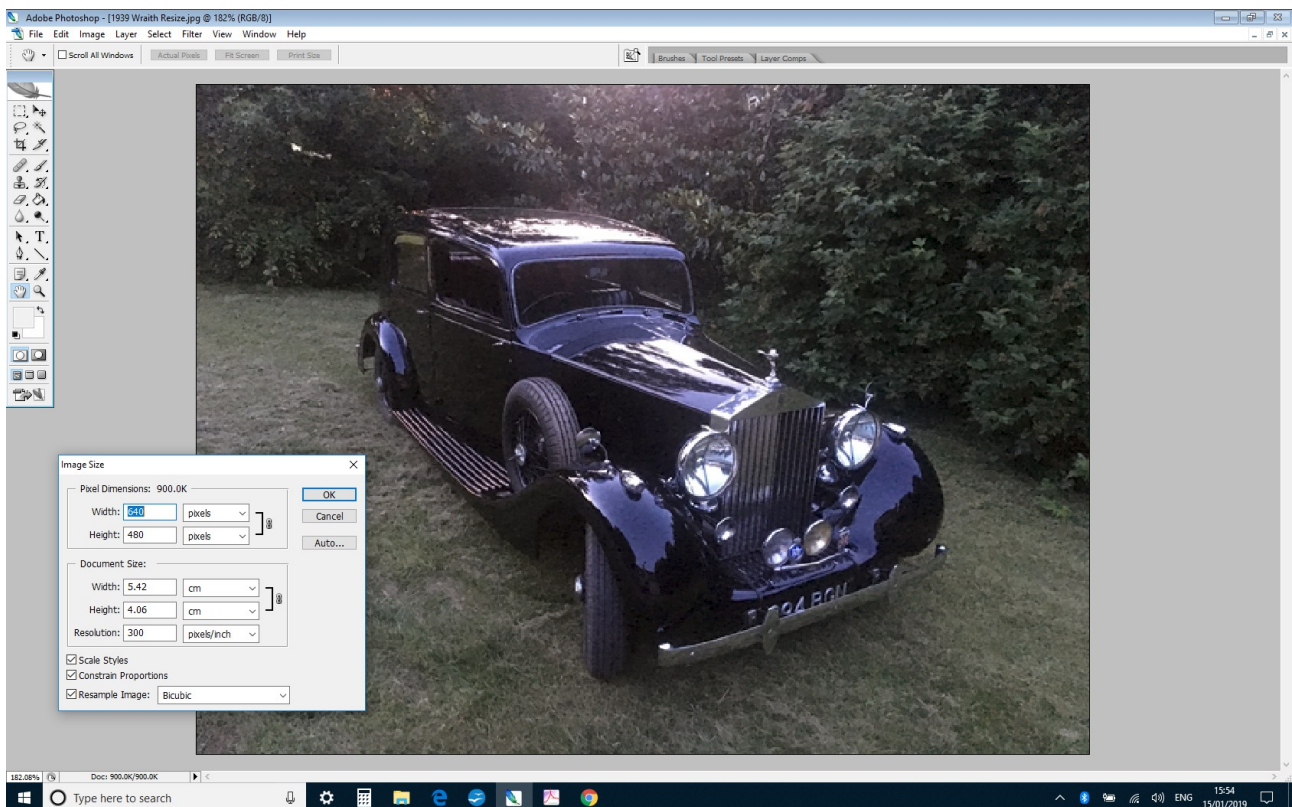 Adobe Photoshop - [1939 Wraith Resize.jpg @ 182% (RGB/8)]
File Edit Image Layer Select Filter View Window Help
Scroll All Windows Actual Pixels Fit Screen Print Size Brushes Tool Presets Layer Comps
T
Image Size
Pixel Dimensions: 900.0K
Width: 640 pixels
Height: 480 pixels
OK
Cancel
Auto...
Document Size:
Width: 5.42 cm
Height: 4.06 cm
Resolution: 300 pixels/inch
Scale Styles
Constrain Proportions
Resample Image: Bicubic
182.08% Doc: 900.0K/900.0K
Type here to search
ENG
15:54
15/01/2019